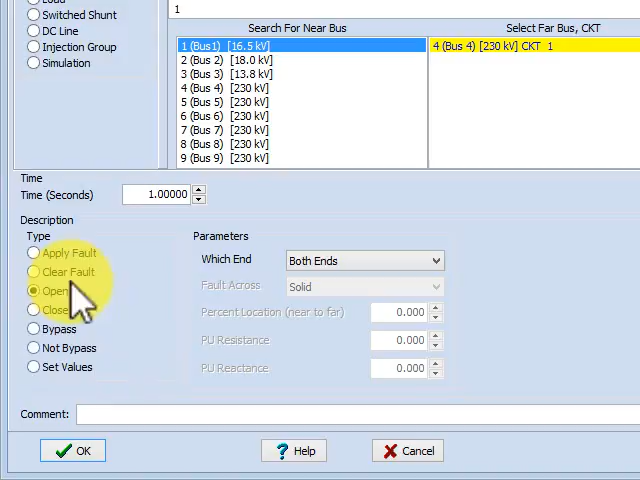 Load
Switched Shunt
DC Line
Injection Group
Simulation
1
Search For Near Bus
Select Far Bus, CKT
1 (Bus1) [16.5 kV]
2 (Bus 2) [18.0 kV]
3 (Bus 3) [13.8 kV]
4 (Bus 4) [230 kV]
5 (Bus 5) [230 kV]
6 (Bus 6) [230 kV]
7 (Bus 7) [230 kV]
8 (Bus 8) [230 kV]
9 (Bus 9) [230 kV]
4 (Bus 4) [230 kV] CKT 1
Time
Time (Seconds)
1.00000
Description
Type
Apply Fault
Clear Fault
Open
Close
Bypass
Not Bypass
Set Values
Parameters
Which End
Both Ends
Fault Across
Solid
Percent Location (near to far)
0.000
PU Resistance
0.000
PU Reactance
0.000
Comment:
OK
Help
Cancel